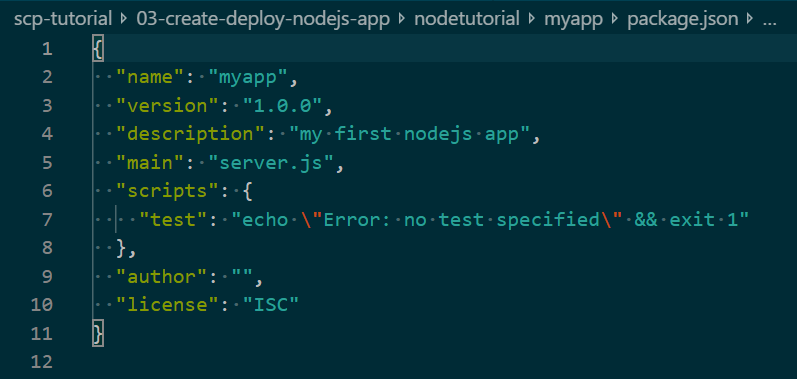 scp-tutorial › 03-create-deploy-nodejs-app › nodetutorial › myapp › package.json › ...
1 {
2   "name": "myapp",
3   "version": "1.0.0",
4   "description": "my first nodejs app",
5   "main": "server.js",
6   "scripts": {
7     "test": "echo \"Error: no test specified\" && exit 1"
8   },
9   "author": "",
10   "license": "ISC"
11 }
12